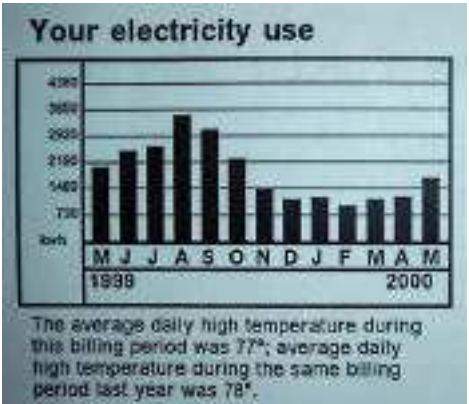 Your electricity use
4380
3650
2920
2190
1460
730
kwh
M J J A S O N D J F M A M
1999 2000
The average daily high temperature during
this billing period was 77°; average daily
high temperature during the same billing
period last year was 78°.